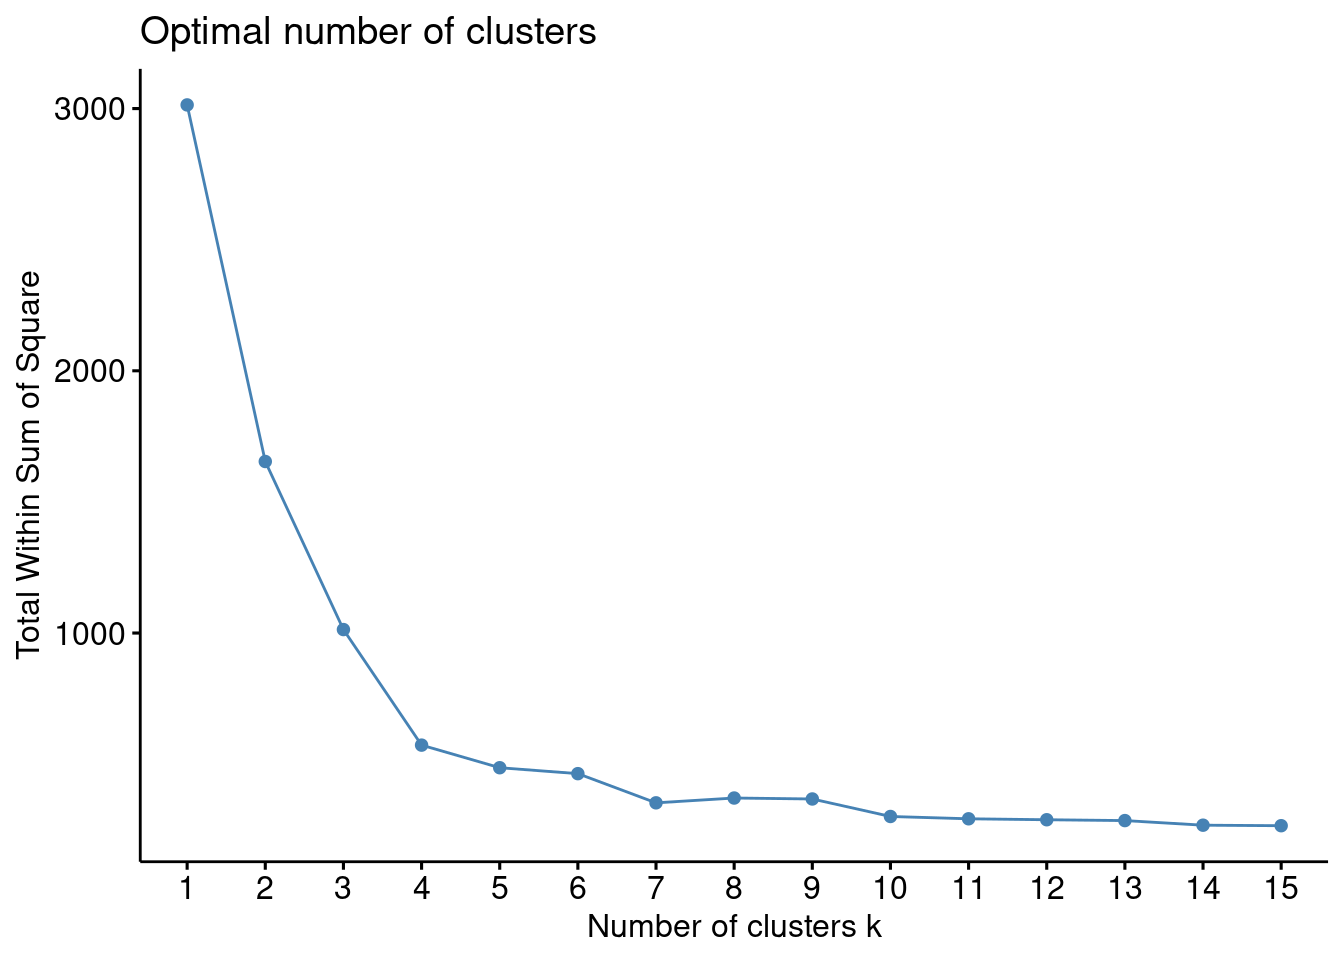 Optimal number of clusters
3000
2000
1000
Total Within Sum of Square
1 2 3 4 5 6 7 8 9 10 11 12 13 14 15
Number of clusters k